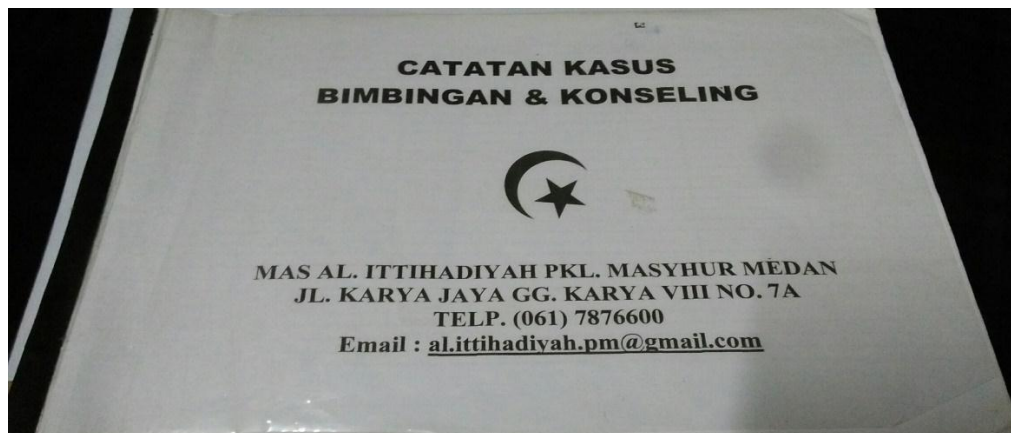 CATATAN KASUS
BIMBINGAN & KONSELING
MAS AL. ITTIHADIYAH PKL. MASYHUR MEDAN
JL. KARYA JAYA GG. KARYA VIII NO. 7A
TELP. (061) 7876600
Email : al.ittihadiyah.pm@gmail.com